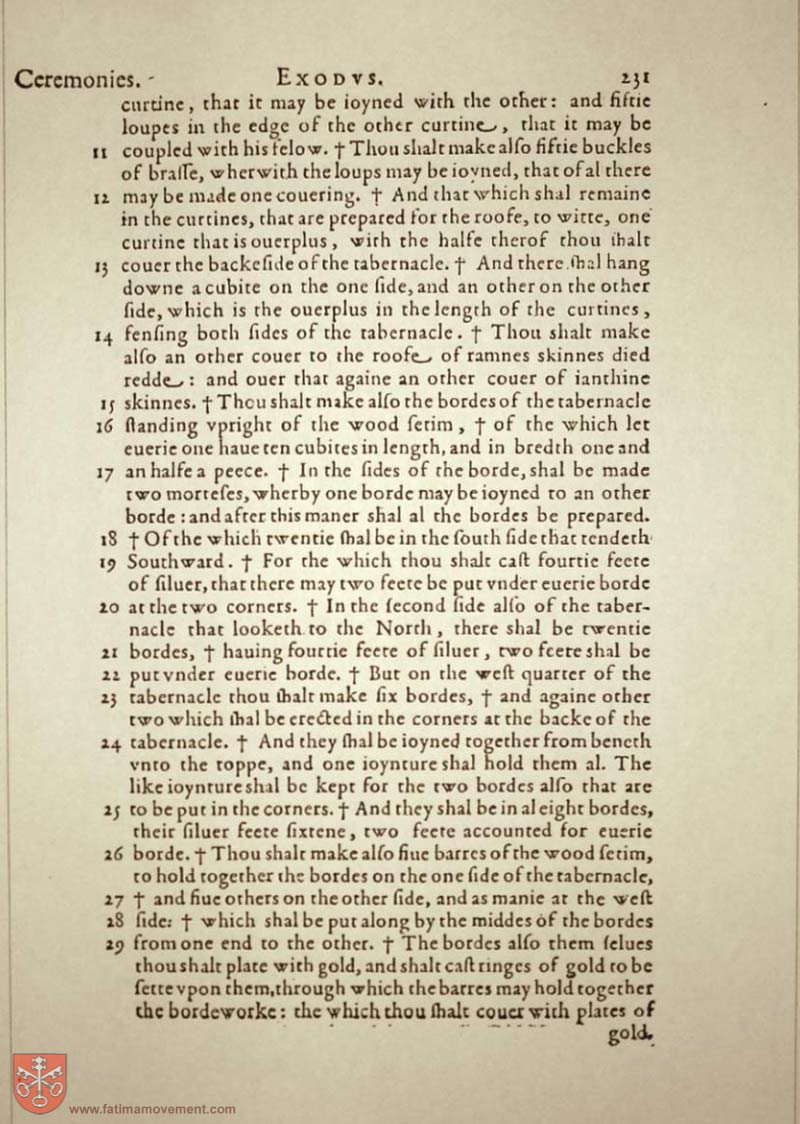 Ceremonies. EXODVS. 231
curtine, that it may be ioyned with the other: and fiftie
loupes in the edge of the other curtine, that it may be
11 coupled with his felow. † Thou shalt make alſo fiftie buckles
of braſſe, wherwith the loups may be ioyned, that of al there
12 may be made one couering. † And that which shal remaine
in the curtines, that are prepared for the roofe, to witte, one
curtine that is ouerplus, with the halfe therof thou ſhalt
13 couer the backeſide of the tabernacle. † And there ſhal hang
downe a cubite on the one ſide, and an other on the other
ſide, which is the ouerplus in the length of the curtines,
14 fenſing both ſides of the tabernacle. † Thou shalt make
alſo an other couer to the roofe of ramnes skinnes died
redde: and ouer that againe an other couer of ianthine
15 skinnes. † Thou shalt make alſo the bordes of the tabernacle
16 ſtanding vpright of the wood ſetim, † of the which let
euerie one haue ten cubites in length, and in bredth one and
17 an halfe a peece. † In the ſides of the borde, shal be made
two morteſes, wherby one borde may be ioyned to an other
borde: and after this maner shal al the bordes be prepared.
18 † Of the which twentie ſhal be in the ſouth ſide that tendeth
19 Southward. † For the which thou shalt caſt fourtie feete
of ſiluer, that there may two feete be put vnder euerie borde
20 at the two corners. † In the ſecond ſide alſo of the taber-
nacle that looketh to the North, there shal be twentie
21 bordes, † hauing fourtie feete of ſiluer, two feete shal be
22 put vnder euerie borde. † But on the weſt quarter of the
23 tabernacle thou ſhalt make ſix bordes, † and againe other
two which ſhal be erected in the corners at the backe of the
24 tabernacle. † And they ſhal be ioyned together from beneth
vnto the toppe, and one ioynture shal hold them al. The
like ioynture shal be kept for the two bordes alſo that are
25 to be put in the corners. † And they shal be in al eight bordes,
their ſiluer feete ſixtene, two feete accounted for euerie
26 borde. † Thou shalt make alſo fiue barres of the wood ſetim,
to hold together the bordes on the one ſide of the tabernacle,
27 † and fiue others on the other ſide, and as manie at the weſt
28 ſide: † which shal be put along by the middes of the bordes
29 from one end to the other. † The bordes alſo them ſelues
thou shalt plate with gold, and shalt caſt ringes of gold to be
ſette vpon them, through which the barres may hold together
the bordeworke: the which thou ſhalt couer with plates of
gold.
www.fatimamovement.com